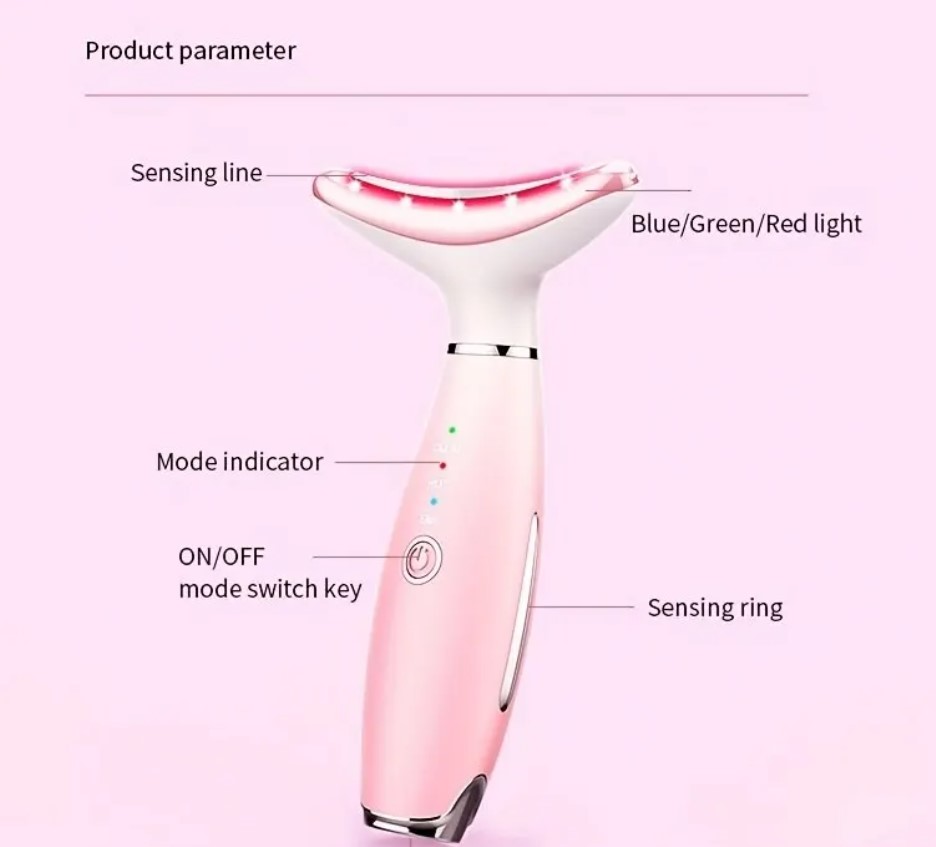 Product parameter
Sensing line
Blue/Green/Red light
Mode indicator
ON/OFF
mode switch key
Sensing ring